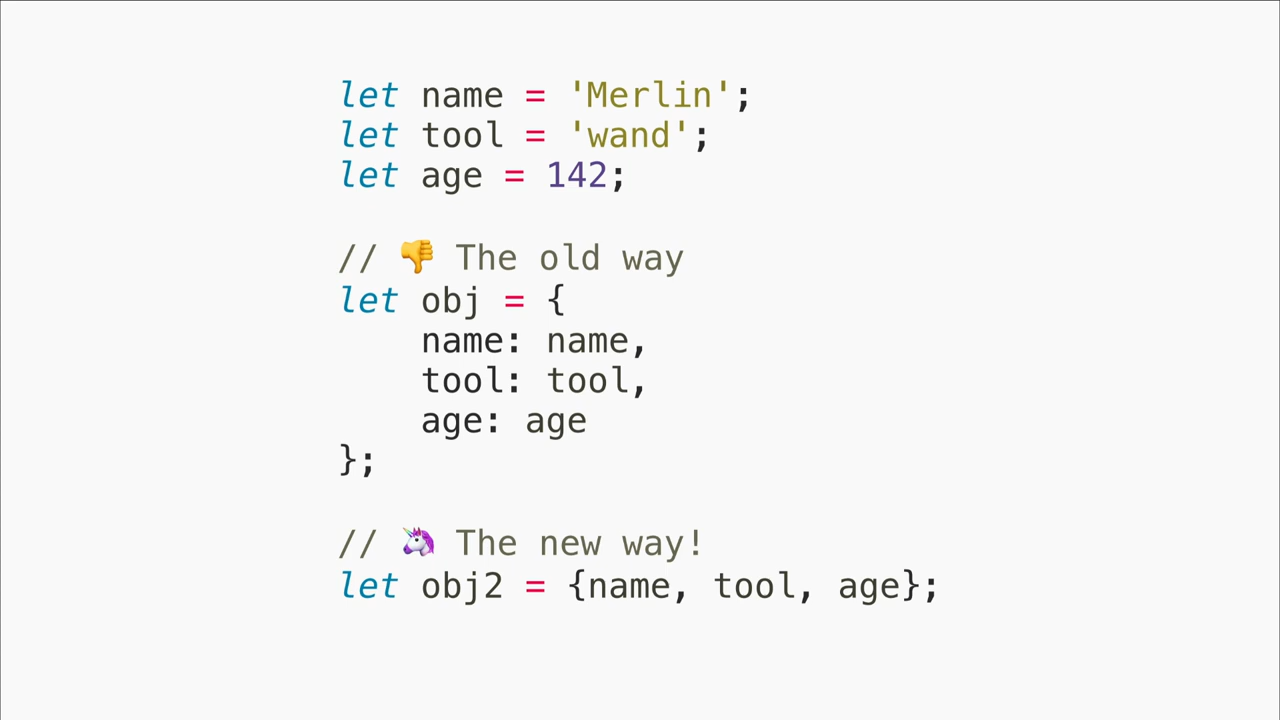 let name = 'Merlin';
let tool = 'wand';
let age = 142;
// 👎 The old way
let obj = {
    name: name,
    tool: tool,
    age: age
};
// 🦄 The new way!
let obj2 = {name, tool, age};